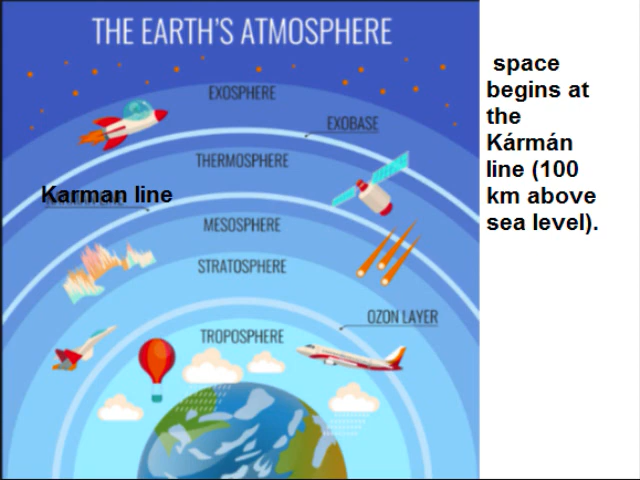 THE EARTH'S ATMOSPHERE
EXOSPHERE
EXOBASE
THERMOSPHERE
Karman line
MESOSPHERE
STRATOSPHERE
OZON LAYER
TROPOSPHERE
space
begins at
the
Kármán
line (100
km above
sea level).